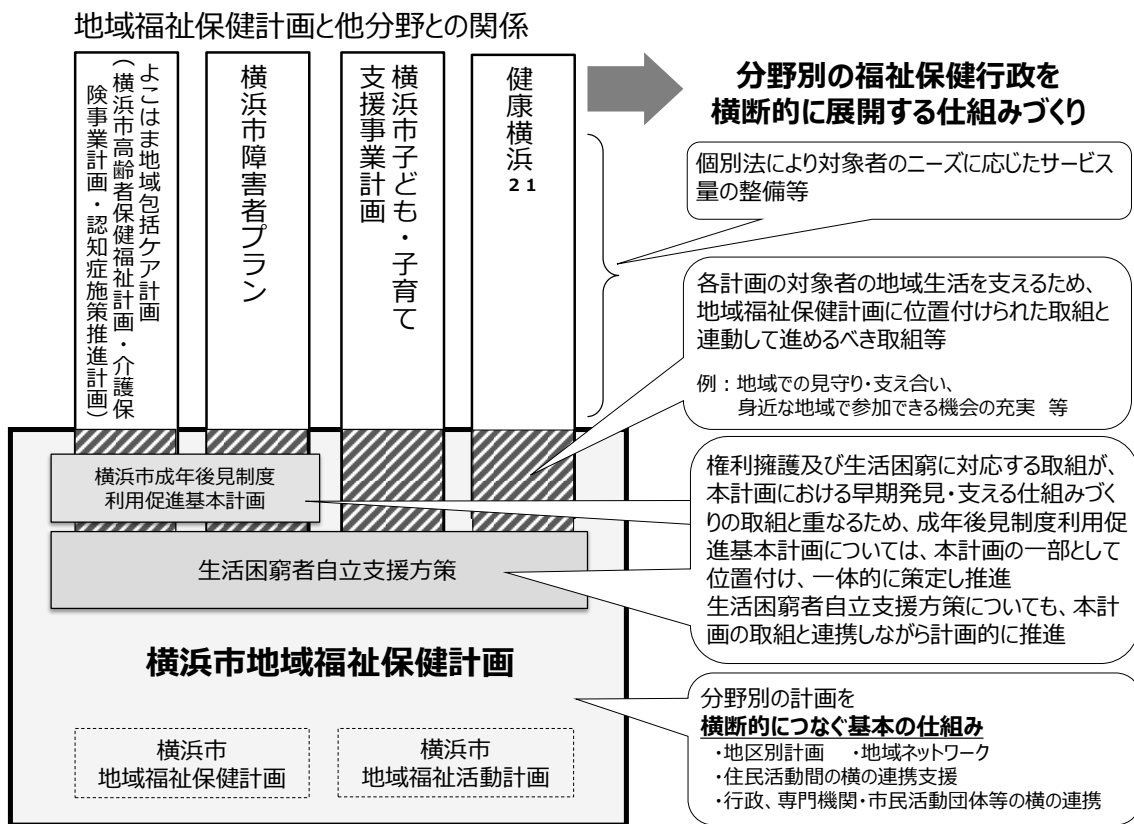 地域福祉保健計画と他分野との関係
よこはま地域包括ケア計画
(横浜市高齢者保健福祉計画・介護保
険事業計画・認知症施策推進計画)
横浜市障害者プラン
横浜市子ども・子育て
支援事業計画
健康横浜21
分野別の福祉保健行政を
横断的に展開する仕組みづくり
個別法により対象者のニーズに応じたサービス
量の整備等
各計画の対象者の地域生活を支えるため、
地域福祉保健計画に位置付けられた取組と
連動して進めるべき取組等
例：地域での見守り・支え合い、
身近な地域で参加できる機会の充実 等
横浜市成年後見制度
利用促進基本計画
生活困窮者自立支援方策
権利擁護及び生活困窮に対応する取組が、
本計画における早期発見・支える仕組みづく
りの取組と重なるため、成年後見制度利用促
進基本計画については、本計画の一部として
位置付け、一体的に策定し推進
生活困窮者自立支援方策についても、本計
画の取組と連携しながら計画的に推進
横浜市地域福祉保健計画
横浜市
地域福祉保健計画
横浜市
地域福祉活動計画
分野別の計画を
横断的につなぐ基本の仕組み
・地区別計画 ・地域ネットワーク
・住民活動間の横の連携支援
・行政、専門機関・市民活動団体等の横の連携